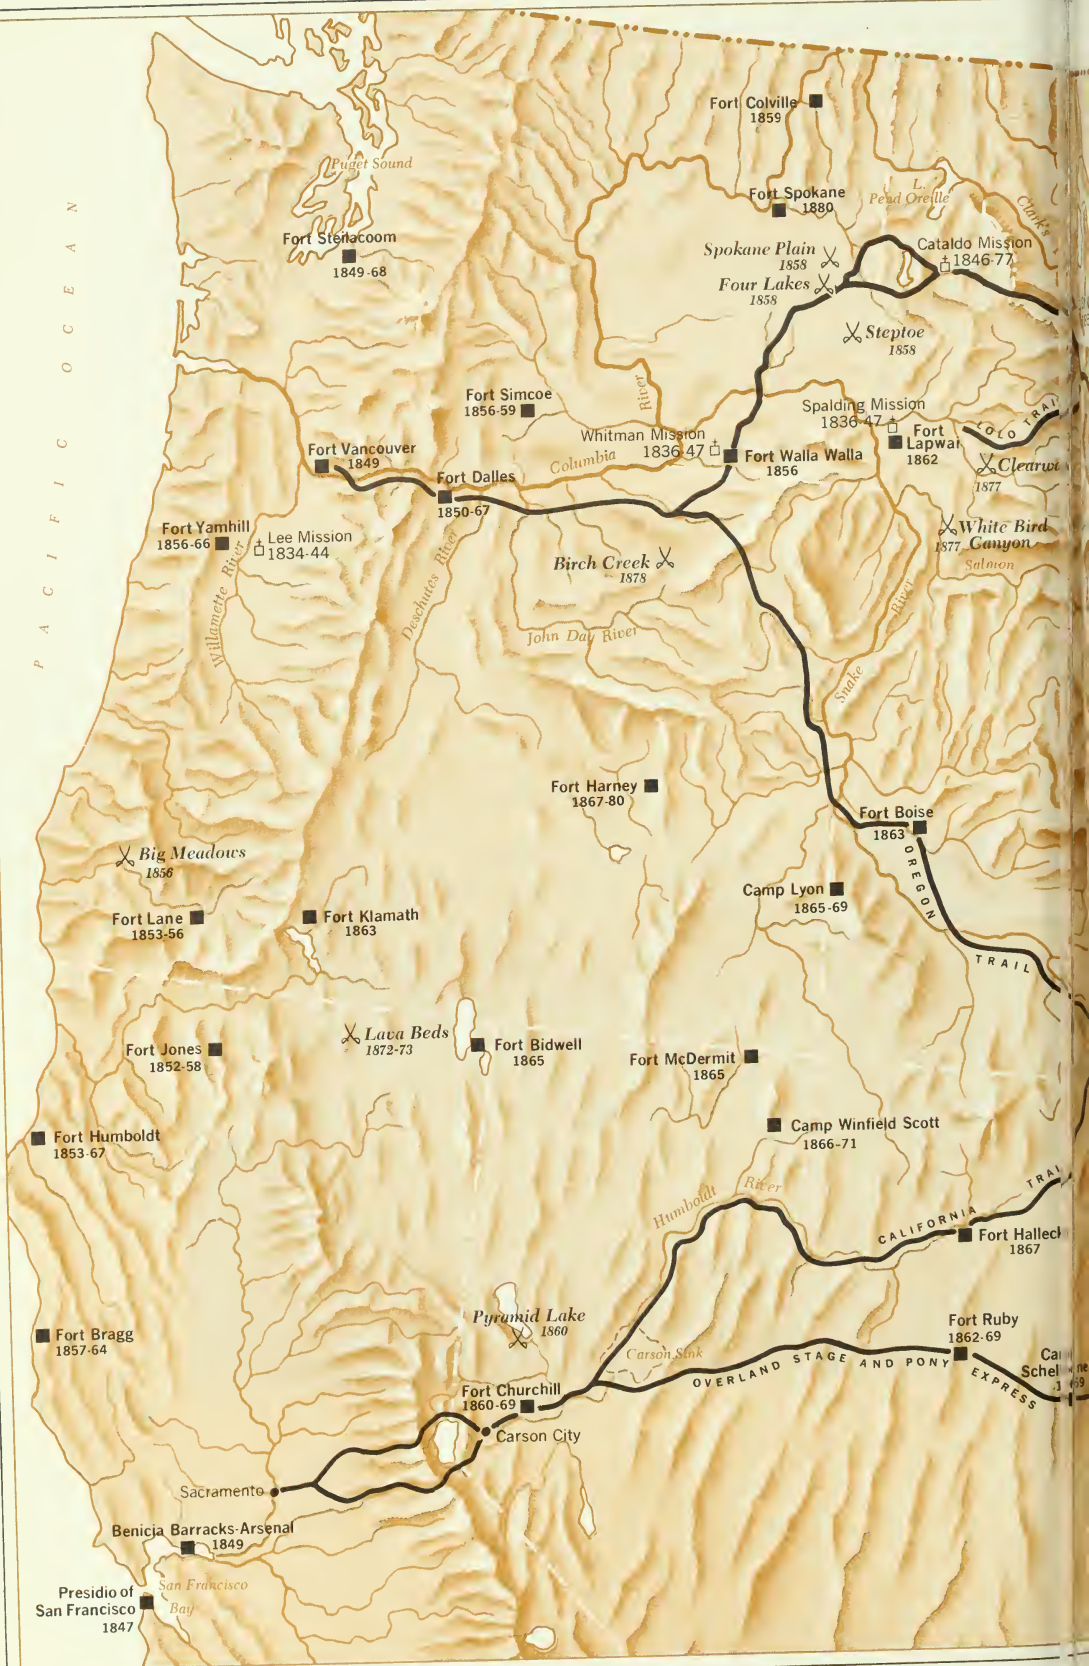 Fort Colville
1859
Puget Sound
Fort Spokane
1880
L.
Pend Oreille
Clark's
Fort Steilacoom
1849-68
Spokane Plain
1858
Four Lakes
1858
Cataldo Mission
1846-77
Steptoe
1858
PACIFIC OCEAN
Fort Simcoe
1856-59
River
Spalding Mission
1836-47
Fort
Lapwai
1862
LOLO TRAI
Whitman Mission
1836-47
Fort Walla Walla
1856
Clearw
1877
Fort Vancouver
1849
Columbia
Fort Dalles
1850-67
Fort Yamhill
1856-66
Lee Mission
1834-44
Willamette River
Deschutes River
Birch Creek
1878
White Bird
1877 Canyon
Salmon
River
John Day River
Snake
Fort Harney
1867-80
Fort Boise
1863
OREGON
TRAIL
Big Meadows
1856
Camp Lyon
1865-69
Fort Lane
1853-56
Fort Klamath
1863
Lava Beds
1872-73
Fort Bidwell
1865
Fort Jones
1852-58
Fort McDermit
1865
Fort Humboldt
1853-67
Camp Winfield Scott
1866-71
Humboldt River
CALIFORNIA
TRAI
Fort Halleck
1867
Pyramid Lake
1860
Fort Bragg
1857-64
Carson Sink
Fort Ruby
1862-69
OVERLAND STAGE AND PONY EXPRESS
Fort Churchill
1860-69
Carson City
Sacramento
Benicia Barracks-Arsenal
1849
San Francisco
Bay
Presidio of
San Francisco
1847